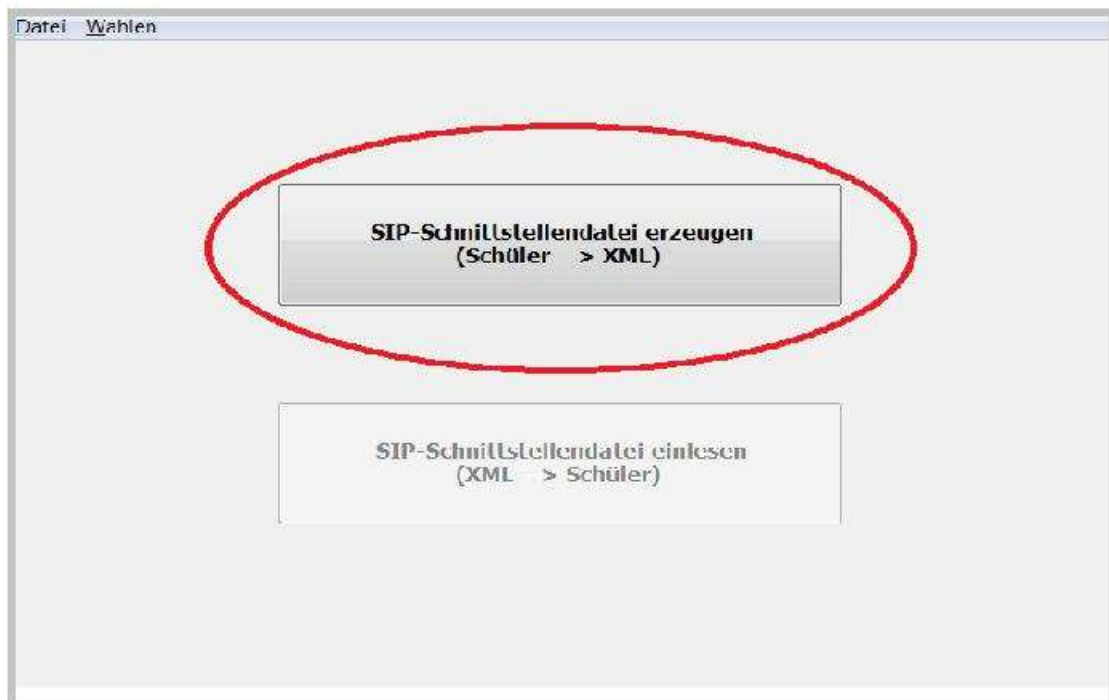 Datei Wahlen
SIP-Schnittstellendatei erzeugen
(Schüler > XML)
SIP-Schnittstellendatei einlesen
(XML > Schüler)